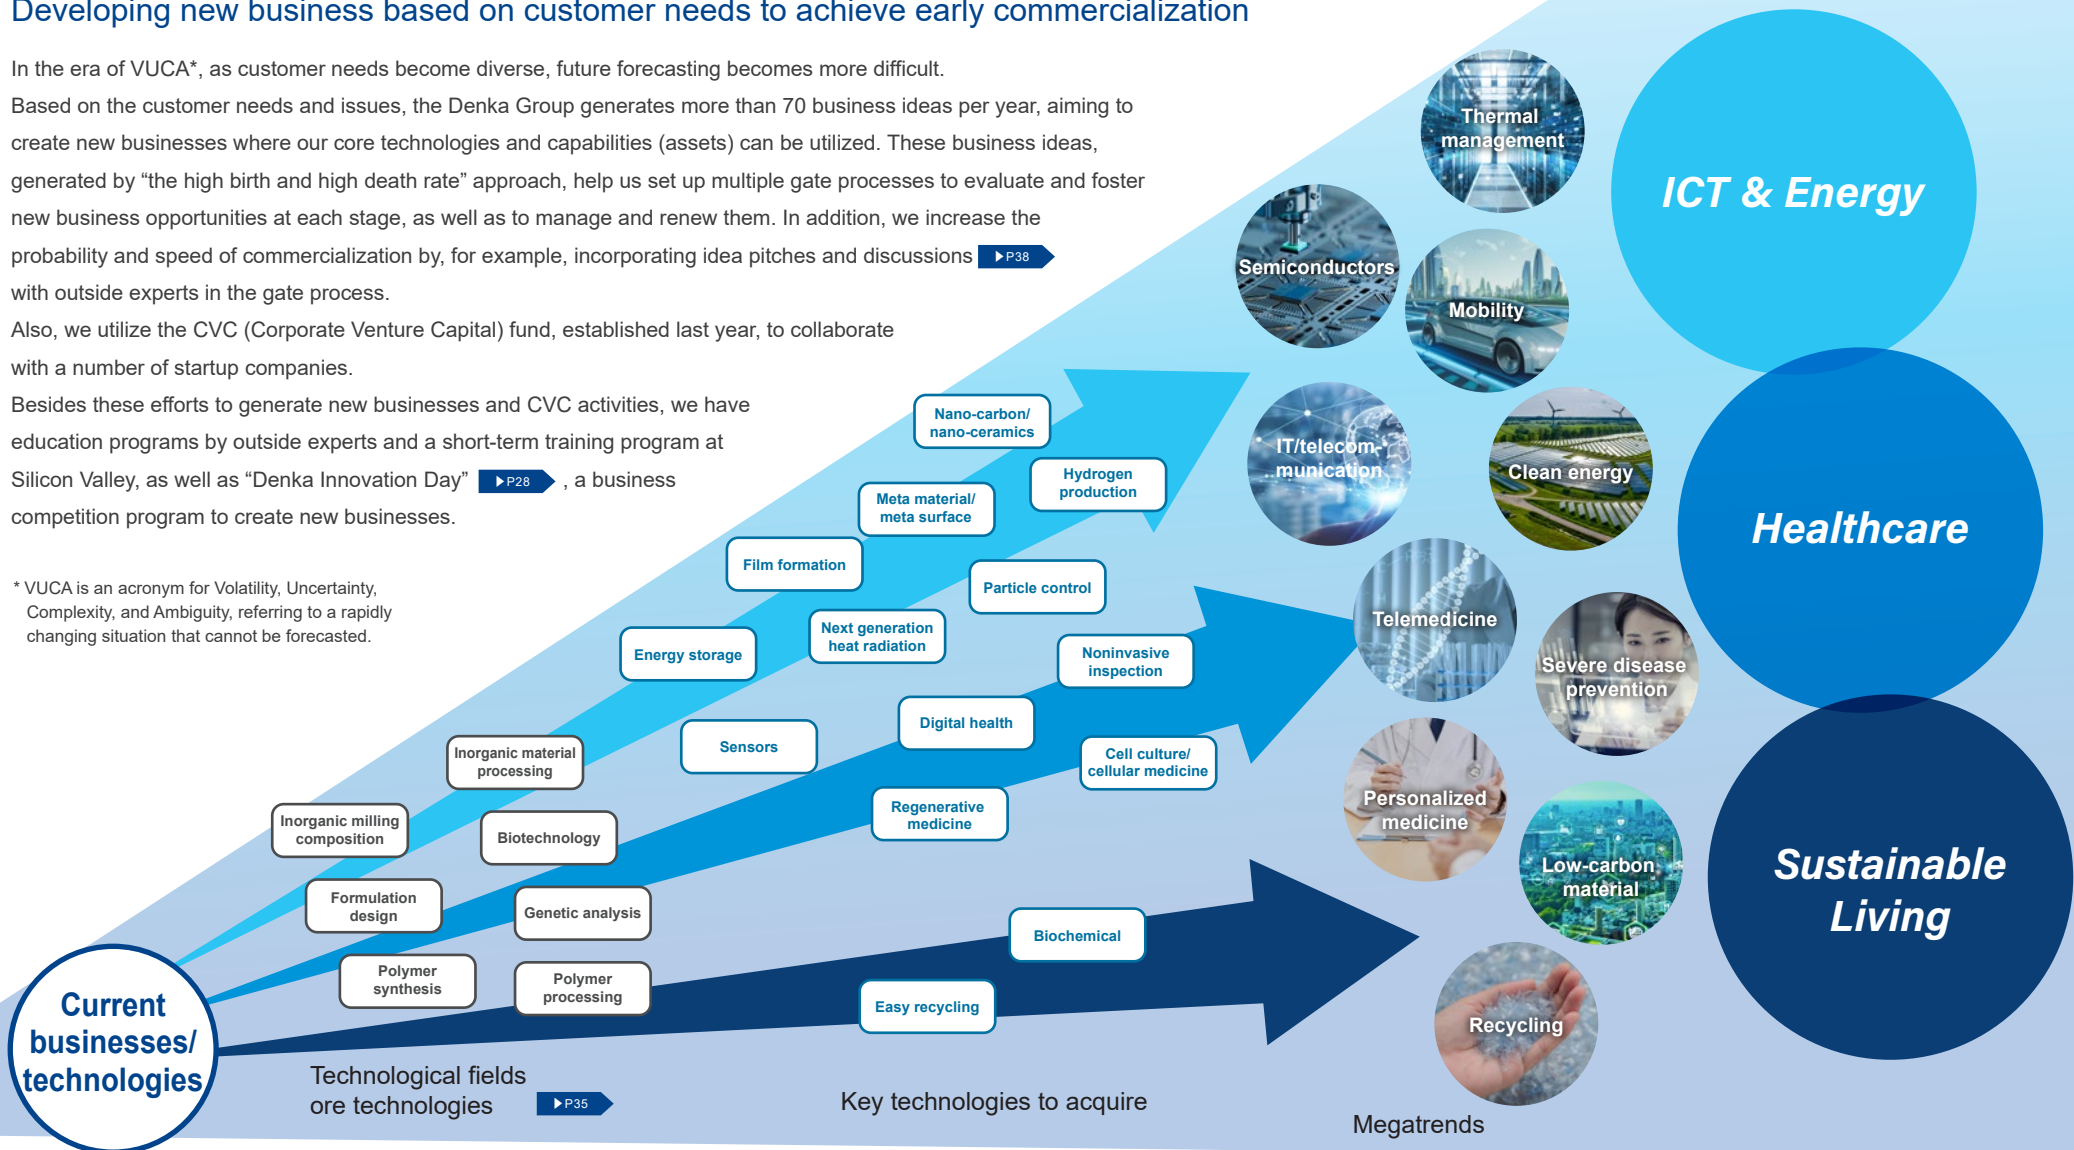 Developing new business based on customer needs to achieve early commercialization
In the era of VUCA*, as customer needs become diverse, future forecasting becomes more difficult.
Based on the customer needs and issues, the Denka Group generates more than 70 business ideas per year, aiming to
create new businesses where our core technologies and capabilities (assets) can be utilized. These business ideas,
generated by “the high birth and high death rate” approach, help us set up multiple gate processes to evaluate and foster
new business opportunities at each stage, as well as to manage and renew them. In addition, we increase the
probability and speed of commercialization by, for example, incorporating idea pitches and discussions ▶P38
with outside experts in the gate process.
Also, we utilize the CVC (Corporate Venture Capital) fund, established last year, to collaborate
with a number of startup companies.
Besides these efforts to generate new businesses and CVC activities, we have
education programs by outside experts and a short-term training program at
Silicon Valley, as well as “Denka Innovation Day” ▶P28 , a business
competition program to create new businesses.
* VUCA is an acronym for Volatility, Uncertainty,
Complexity, and Ambiguity, referring to a rapidly
changing situation that cannot be forecasted.
Current
businesses/
technologies
Inorganic material
processing
Inorganic milling
composition
Biotechnology
Formulation
design
Genetic analysis
Polymer
synthesis
Polymer
processing
Technological fields
ore technologies ▶P35
Nano-carbon/
nano-ceramics
Hydrogen
production
Meta material/
meta surface
Film formation
Particle control
Next generation
heat radiation
Energy storage
Noninvasive
inspection
Sensors
Digital health
Cell culture/
cellular medicine
Regenerative
medicine
Biochemical
Easy recycling
Key technologies to acquire
Thermal
management
Semiconductors
Mobility
IT/telecom-
munication
Clean energy
Telemedicine
Severe disease
prevention
Personalized
medicine
Low-carbon
material
Recycling
Megatrends
ICT & Energy
Healthcare
Sustainable
Living